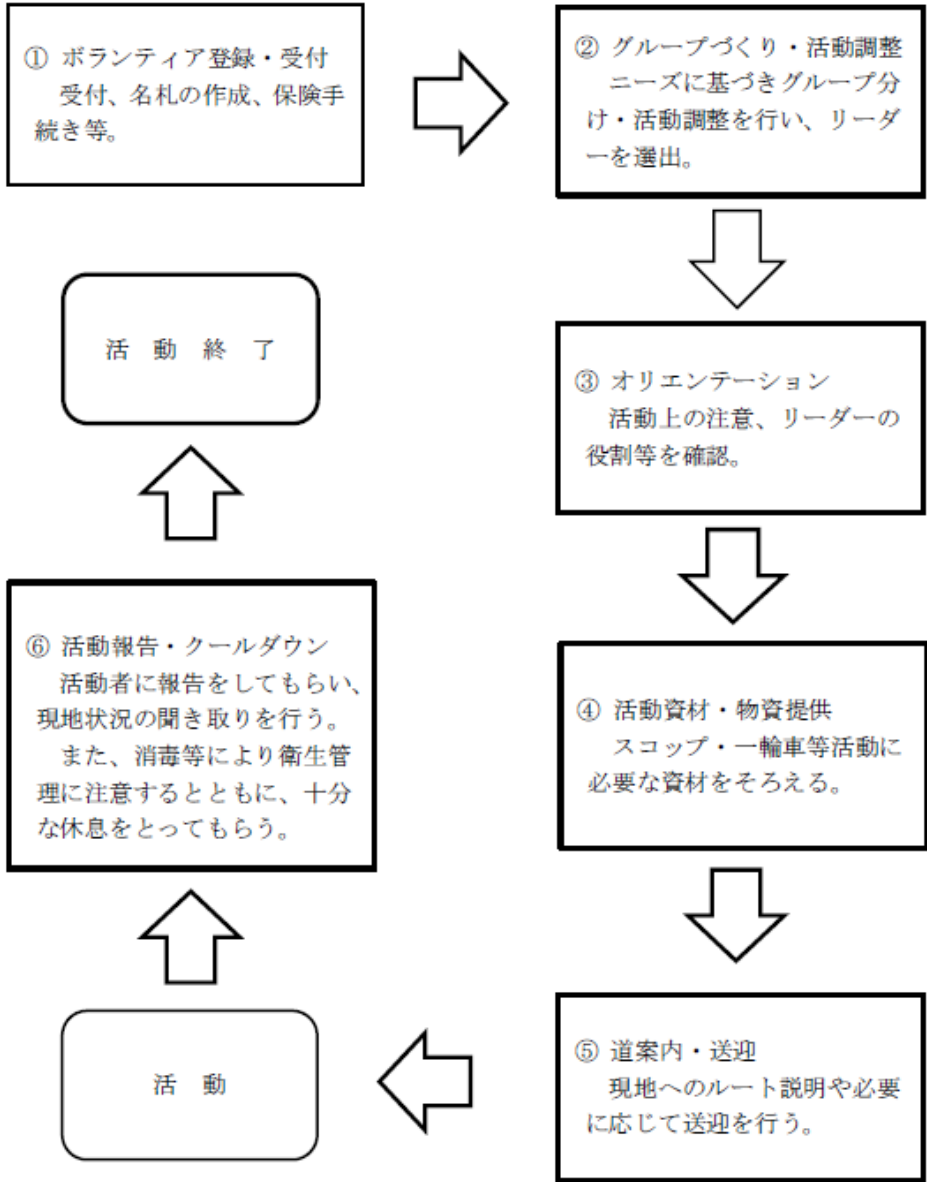 ① ボランティア登録・受付
受付、名札の作成、保険手
続き等。
② グループづくり・活動調整
ニーズに基づきグループ分
け・活動調整を行い、リーダ
ーを選出。
③ オリエンテーション
活動上の注意、リーダーの
役割等を確認。
④ 活動資材・物資提供
スコップ・一輪車等活動に
必要な資材をそろえる。
⑤ 道案内・送迎
現地へのルート説明や必要
に応じて送迎を行う。
活　動
⑥ 活動報告・クールダウン
活動者に報告をしてもらい、
現地状況の聞き取りを行う。
また、消毒等により衛生管
理に注意するとともに、十分
な休息をとってもらう。
活　動　終　了